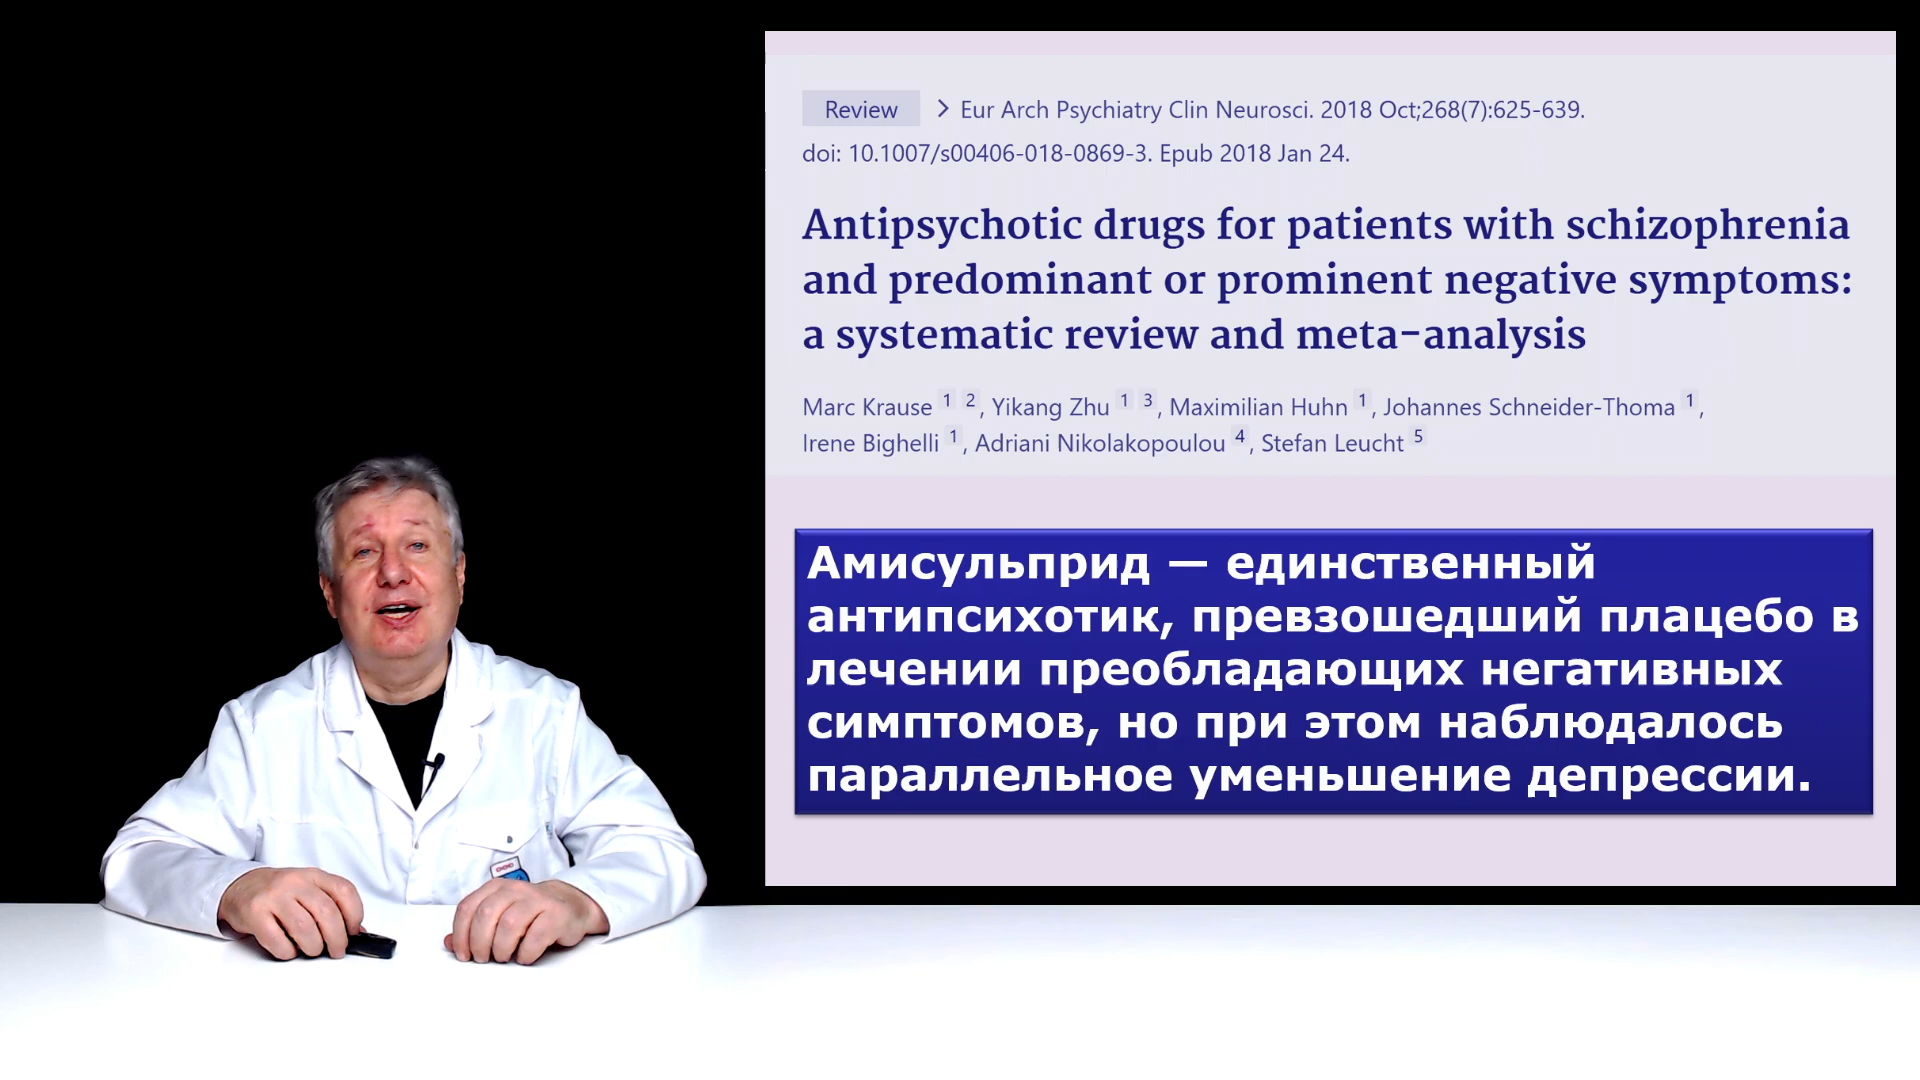 Review > Eur Arch Psychiatry Clin Neurosci. 2018 Oct;268(7):625-639.
doi: 10.1007/s00406-018-0869-3. Epub 2018 Jan 24.
Antipsychotic drugs for patients with schizophrenia
and predominant or prominent negative symptoms:
a systematic review and meta-analysis
Marc Krause 1 2, Yikang Zhu 1 3, Maximilian Huhn 1, Johannes Schneider-Thoma 1,
Irene Bighelli 1, Adriani Nikolakopoulou 4, Stefan Leucht 5
Амисульприд — единственный
антипсихотик, превзошедший плацебо в
лечении преобладающих негативных
симптомов, но при этом наблюдалось
параллельное уменьшение депрессии.